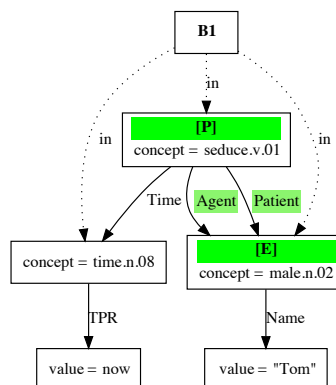 B1
in
in
in
[P]
concept = seduce.v.01
Time
Agent
Patient
concept = time.n.08
[E]
concept = male.n.02
TPR
Name
value = now
value = "Tom"